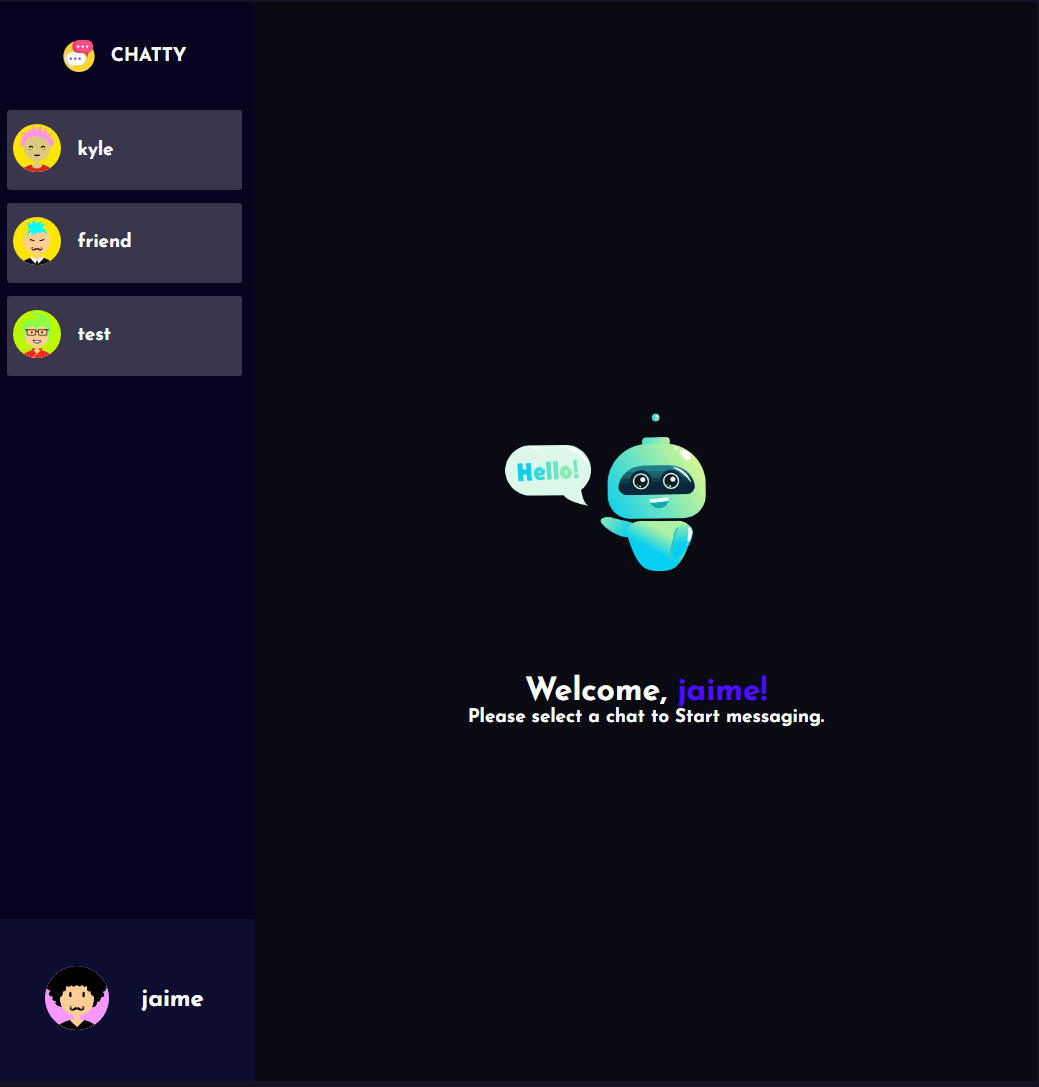 CHATTY
kyle
friend
test
Hello!
Welcome, jaime!
Please select a chat to Start messaging.
jaime